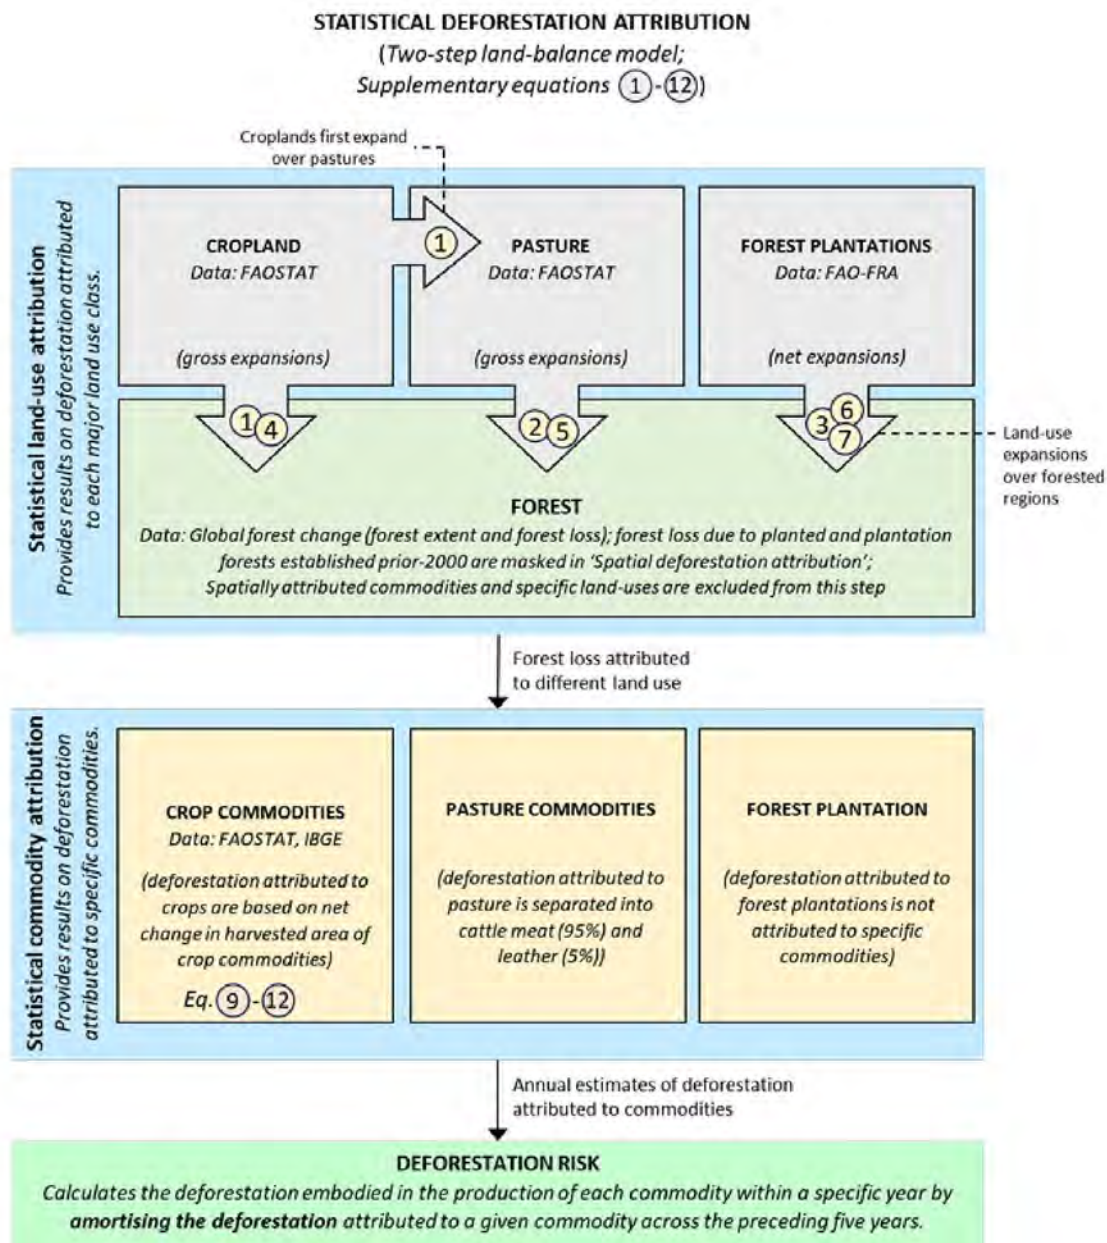 STATISTICAL DEFORESTATION ATTRIBUTION
(Two-step land-balance model;
Supplementary equations 1-12)
Croplands first expand
over pastures
Statistical land-use attribution
Provides results on deforestation attributed
to each major land use class.
CROPLAND
Data: FAOSTAT
(gross expansions)
1
PASTURE
Data: FAOSTAT
(gross expansions)
FOREST PLANTATIONS
Data: FAO-FRA
(net expansions)
1 4
2 5
3 6 7
Land-use
expansions
over forested
regions
FOREST
Data: Global forest change (forest extent and forest loss); forest loss due to planted and plantation
forests established prior-2000 are masked in 'Spatial deforestation attribution';
Spatially attributed commodities and specific land-uses are excluded from this step
Forest loss attributed
to different land use
Statistical commodity attribution
Provides results on deforestation
attributed to specific commodities.
CROP COMMODITIES
Data: FAOSTAT, IBGE
(deforestation attributed to
crops are based on net
change in harvested area of
crop commodities)
Eq. 9-12
PASTURE COMMODITIES
(deforestation attributed to
pasture is separated into
cattle meat (95%) and
leather (5%))
FOREST PLANTATION
(deforestation attributed to
forest plantations is not
attributed to specific
commodities)
Annual estimates of deforestation
attributed to commodities
DEFORESTATION RISK
Calculates the deforestation embodied in the production of each commodity within a specific year by
amortising the deforestation attributed to a given commodity across the preceding five years.